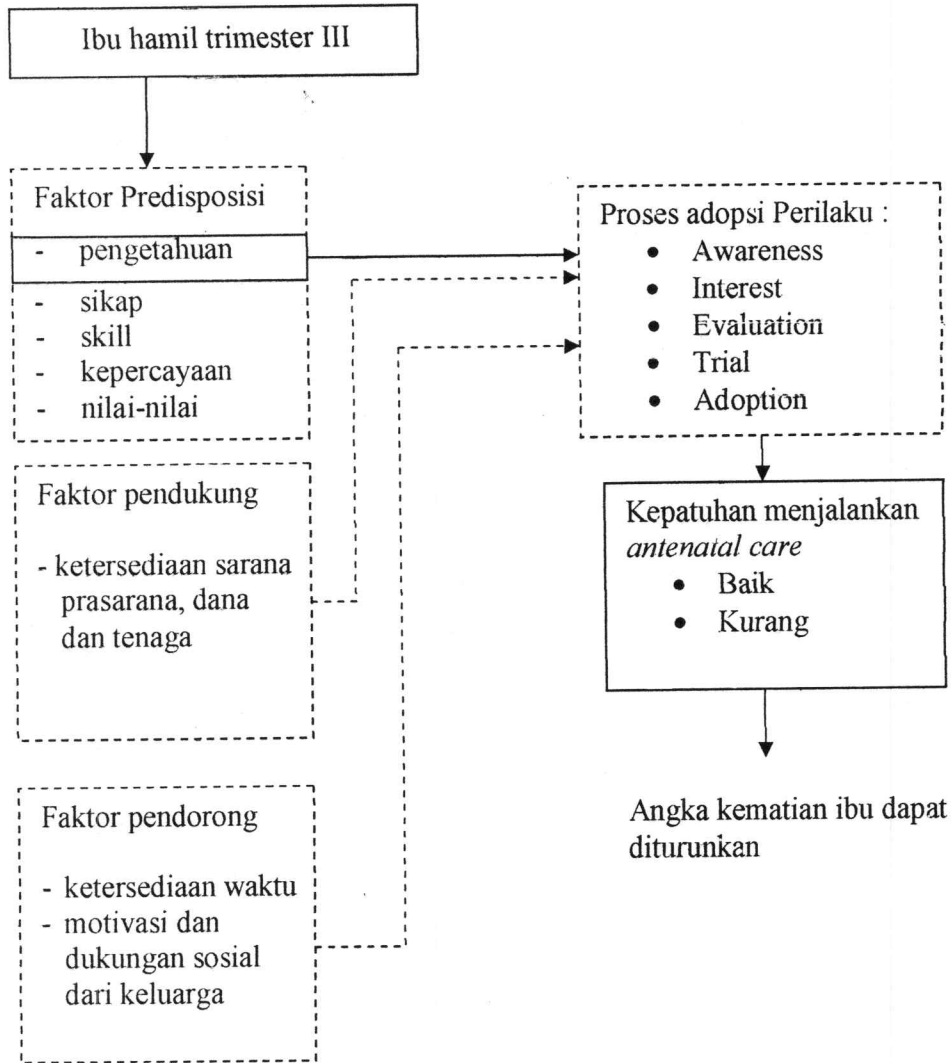 Ibu hamil trimester III
Faktor Predisposisi
- pengetahuan
- sikap
- skill
- kepercayaan
- nilai-nilai
Faktor pendukung
- ketersediaan sarana
prasarana, dana
dan tenaga
Faktor pendorong
- ketersediaan waktu
- motivasi dan
dukungan sosial
dari keluarga
Proses adopsi Perilaku :
• Awareness
• Interest
• Evaluation
• Trial
• Adoption
Kepatuhan menjalankan
antenatal care
• Baik
• Kurang
Angka kematian ibu dapat
diturunkan